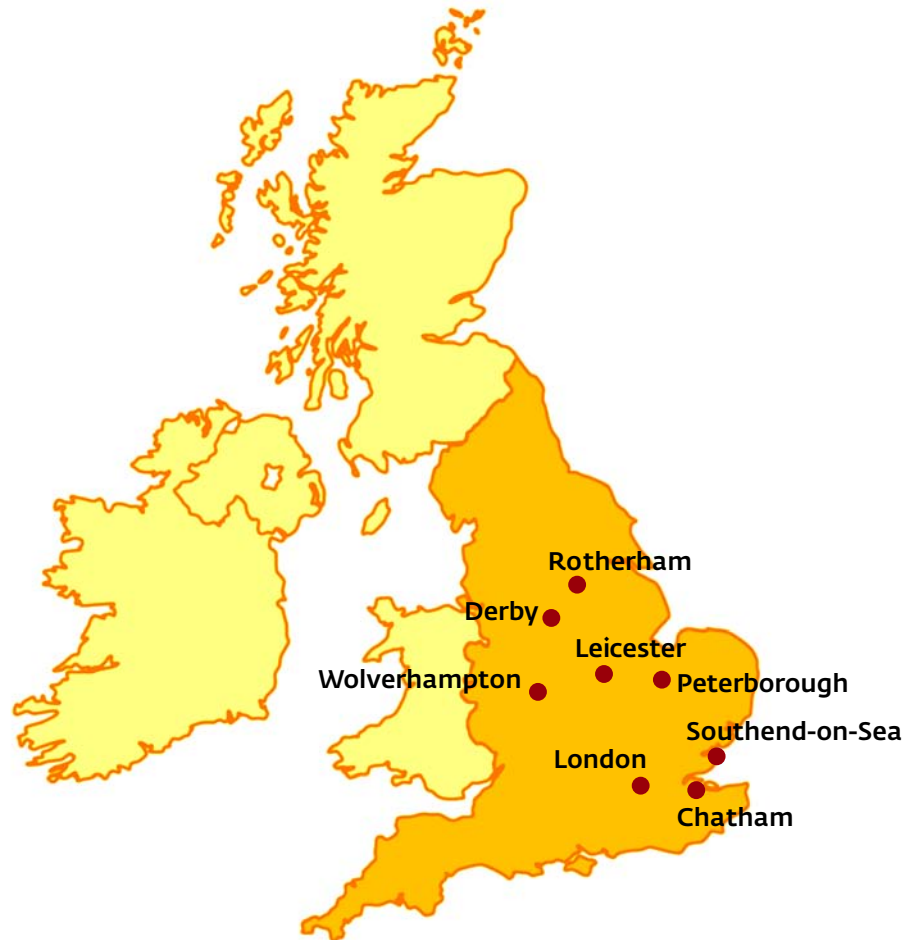 Rotherham
Derby
Leicester
Wolverhampton
Peterborough
Southend-on-Sea
London
Chatham